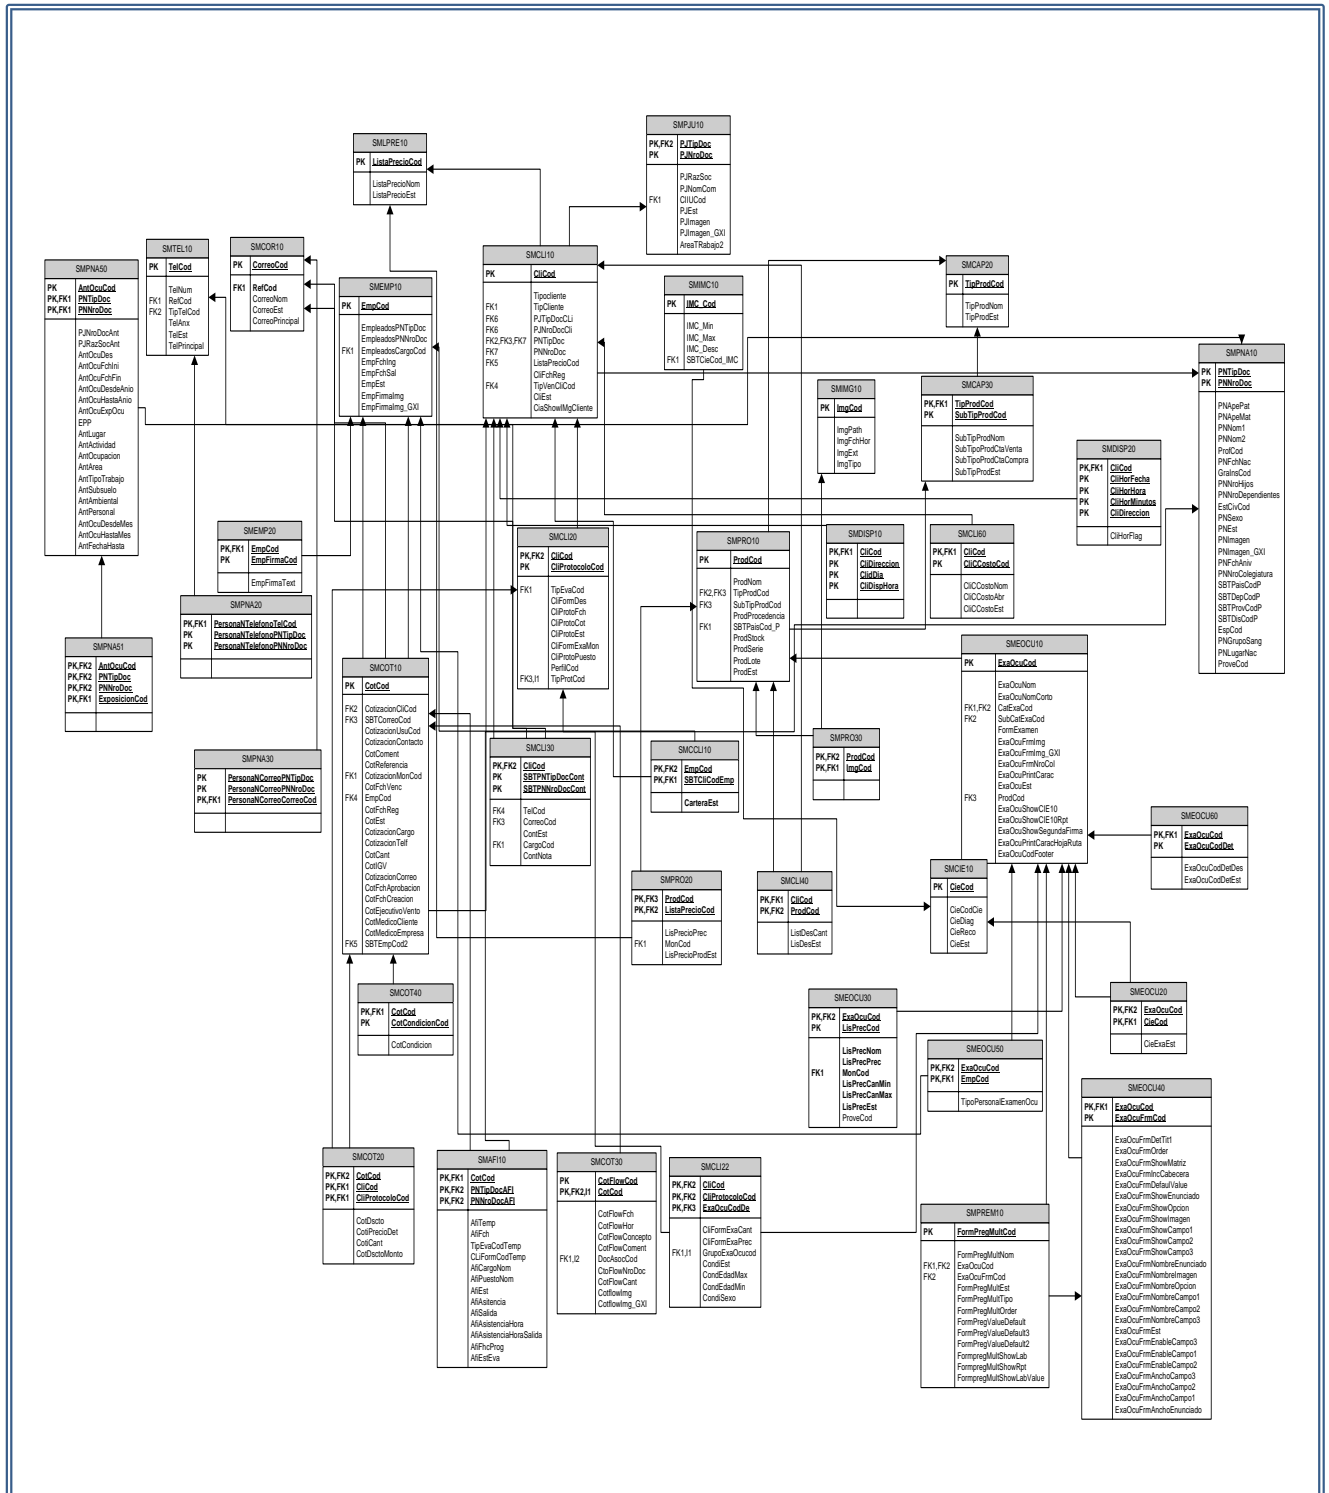 SMPJU10
PK,FK2 PJTipDoc
PK PJNroDoc
PJRazSoc
PJNomCom
FK1 CIIUCod
PJEst
PJImagen
PJImagen_GXI
AreaTRabajo2
SMLPRE10
PK ListaPrecioCod
ListaPrecioNom
ListaPrecioEst
SMPNA50
PK AntOcuCod
PK,FK1 PNTipDoc
PK,FK1 PNNroDoc
PJNroDocAnt
PJRazSocAnt
AntOcuDes
AntOcuFchIni
AntOcuFchFin
AntOcuDesdeAnio
AntOcuHastaAnio
AntOcuExpOcu
EPP
AntLugar
AntActividad
AntOcupacion
AntArea
AntTipoTrabajo
AntSubsuelo
AntAmbiental
AntPersonal
AntOcuDesdeMes
AntOcuHastaMes
AntFechaHasta
SMTEL10
PK TelCod
TelNum
FK1 RefCod
FK2 TipTelCod
TelAnx
TelEst
TelPrincipal
SMCOR10
PK CorreoCod
FK1 RefCod
CorreoNom
CorreoEst
CorreoPrincipal
SMEMP10
PK EmpCod
EmpleadosPNTipDoc
EmpleadosPNNroDoc
FK1 EmpleadosCargoCod
EmpFchIng
EmpFchSal
EmpEst
EmpFirmaImg
EmpFirmaImg_GXI
SMCLI10
PK CliCod
Tipocliente
FK1 TipCliente
FK6 PJTipDocCLi
FK6 PJNroDocCli
FK2,FK3,FK7 PNTipDoc
FK7 PNNroDoc
FK5 ListaPrecioCod
CliFchReg
FK4 TipVenCliCod
CliEst
ClaShowIMgCliente
SMIMC10
PK IMC_Cod
IMC_Min
IMC_Max
IMC_Desc
FK1 SBTCieCod_IMC
SMCAP20
PK TipProdCod
TipProdNom
TipProdEst
SMPNA10
PK PNTipDoc
PK PNNroDoc
PNApePat
PNApeMat
PNNom1
PNNom2
ProfCod
PNFchNac
GraInsCod
PNNroHijos
PNNroDependientes
EstCivCod
PNSexo
PNEst
PNImagen
PNImagen_GXI
PNFchAniv
PNNroColegiatura
SBTPaisCodP
SBTDepCodP
SBTProvCodP
SBTDisCodP
EspCod
PNGrupoSang
PNLugarNac
ProveCod
SMIMG10
PK ImgCod
ImgPath
ImgFchHor
ImgExt
ImgTipo
SMCAP30
PK,FK1 TipProdCod
PK SubTipProdCod
SubTipProdNom
SubTipoProdCtaVenta
SubTipoProdCtaCompra
SubTipProdEst
SMDISP20
PK,FK1 CliCod
PK CliHorFecha
PK CliHorHora
PK CliHorMinutos
PK CliDireccion
CliHorFlag
SMEMP20
PK,FK1 EmpCod
PK EmpFirmaCod
EmpFirmaText
SMCLI20
PK,FK2 CliCod
PK CliProtocoloCod
FK1 TipEvaCod
CliFormDes
CliProtoFch
CliProtoCot
CliProtoEst
CliFormExaMon
CliProtoPuesto
PerfilCod
FK3,I1 TipProtCod
SMPRO10
PK ProdCod
ProdNom
FK2,FK3 TipProdCod
FK3 SubTipProdCod
ProdProcedencia
FK1 SBTPaisCod_P
ProdStock
ProdSerie
ProdLote
ProdEst
SMDISP10
PK,FK1 CliCod
PK CliDireccion
PK ClidDia
PK CliDispHora
SMCLI60
PK,FK1 CliCod
PK CliCCostoCod
CliCCostoNom
CliCCostoAbr
CliCCostoEst
SMPNA20
PK,FK1 PersonaNTelefonoTelCod
PK PersonaNTelefonoPNTipDoc
PK PersonaNTelefonoPNNroDoc
SMPNA51
PK,FK2 AntOcuCod
PK,FK2 PNTipDoc
PK,FK2 PNNroDoc
PK,FK1 ExposicionCod
SMCOT10
PK CotCod
FK2 CotizacionCliCod
FK3 SBTCorreoCod
CotizacionUsuCod
CotizacionContacto
CotComent
CotReferencia
FK1 CotizacionMonCod
CotFchVenc
FK4 EmpCod
CotFchReg
CotEst
CotizacionCargo
CotizacionTelf
CotCant
CotIGV
CotizacionCorreo
CotFchAprobacion
CotFchCreacion
CotEjecutivoVento
CotMedicoCliente
CotMedicoEmpresa
FK5 SBTEmpCod2
SMEOCU10
PK ExaOcuCod
ExaOcuNom
ExaOcuNomCorto
FK1,FK2 CatExaCod
FK2 SubCatExaCod
FormExamen
ExaOcuFrmImg
ExaOcuFrmImg_GXI
ExaOcuFrmNroCol
ExaOcuPrintCarac
ExaOcuEst
FK3 ProdCod
ExaOcuShowCIE10
ExaOcuShowCIE10Rpt
ExaOcuShowSegundaFirma
ExaOcuPrintCaracHojaRuta
ExaOcuCodFooter
SMPNA30
PK PersonaNCorreoPNTipDoc
PK PersonaNCorreoPNNroDoc
PK,FK1 PersonaNCorreoCorreoCod
SMCLI30
PK,FK2 CliCod
PK SBTPNTipDocCont
PK SBTPNNroDocCont
FK4 TelCod
FK3 CorreoCod
ContEst
FK1 CargoCod
ContNota
SMCCLI10
PK,FK2 EmpCod
PK,FK1 SBTCliCodEmp
CarteraEst
SMPRO30
PK,FK2 ProdCod
PK,FK1 ImgCod
SMEOCU60
PK,FK1 ExaOcuCod
PK ExaOcuCodDet
ExaOcuCodDetDes
ExaOcuCodDetEst
SMPRO20
PK,FK3 ProdCod
PK,FK2 ListaPrecioCod
LisPrecioPrec
FK1 MonCod
LisPrecioProdEst
SMCLI40
PK,FK1 CliCod
PK,FK2 ProdCod
ListDesCant
LisDesEst
SMCIE10
PK CieCod
CieCodCie
CieDiag
CieReco
CieEst
SMCOT40
PK,FK1 CotCod
PK CotCondicionCod
CotCondicion
SMEOCU30
PK,FK2 ExaOcuCod
PK LisPrecCod
LisPrecNom
LisPrecPrec
FK1 MonCod
LisPrecCanMin
LisPrecCanMax
LisPrecEst
ProveCod
SMEOCU20
PK,FK2 ExaOcuCod
PK,FK1 CieCod
CieExaEst
SMEOCU50
PK,FK2 ExaOcuCod
PK,FK1 EmpCod
TipoPersonalExamenOcu
SMEOCU40
PK,FK1 ExaOcuCod
PK ExaOcuFrmCod
ExaOcuFrmDetTit1
ExaOcuFrmOrder
ExaOcuFrmShowMatriz
ExaOcuFrmIncCabecera
ExaOcuFrmDefaulValue
ExaOcuFrmShowEnunciado
ExaOcuFrmShowOpcion
ExaOcuFrmShowImagen
ExaOcuFrmShowCampo1
ExaOcuFrmShowCampo2
ExaOcuFrmShowCampo3
ExaOcuFrmNombreEnunciado
ExaOcuFrmNombreImagen
ExaOcuFrmNombreOpcion
ExaOcuFrmNombreCampo1
ExaOcuFrmNombreCampo2
ExaOcuFrmNombreCampo3
ExaOcuFrmEst
ExaOcuFrmEnableCampo3
ExaOcuFrmEnableCampo1
ExaOcuFrmEnableCampo2
ExaOcuFrmAnchoCampo3
ExaOcuFrmAnchoCampo2
ExaOcuFrmAnchoCampo1
ExaOcuFrmAnchoEnunciado
SMCOT20
PK,FK2 CotCod
PK,FK1 CliCod
PK,FK1 CliProtocoloCod
CotDscto
CotiPrecioDet
CotiCant
CotDsctoMonto
SMAFI10
PK,FK1 CotCod
PK,FK2 PNTipDocAFI
PK,FK2 PNNroDocAFI
AfiTemp
AfiFch
TipEvaCodTemp
CLiFormCodTemp
AfiCargoNom
AfiPuestoNom
AfiEst
AfiAsitencia
AfiSalida
AfiAsistenciaHora
AfiAsistenciaHoraSalida
AfiFhcProg
AfiEstEva
SMCOT30
PK CotFlowCod
PK,FK2,I1 CotCod
CotFlowFch
CotFlowHor
CotFlowConcepto
CotFlowComent
FK1,I2 DocAsocCod
CtoFlowNroDoc
CotFlowCant
CotflowImg
CotflowImg_GXI
SMCLI22
PK,FK2 CliCod
PK,FK2 CliProtocoloCod
PK,FK3 ExaOcuCodDe
CliFormExaCant
CliFormExaPrec
FK1,I1 GrupoExaOcucod
CondiEst
CondEdadMax
CondEdadMin
CondiSexo
SMPREM10
PK FormPregMultCod
FormPregMultNom
FK1,FK2 ExaOcuCod
FK2 ExaOcuFrmCod
FormPregMultEst
FormPregMultTipo
FormPregMultOrder
FormPregValueDefault
FormPregValueDefault3
FormPregValueDefault2
FormpregMultShowLab
FormpregMultShowRpt
FormpregMultShowLabValue